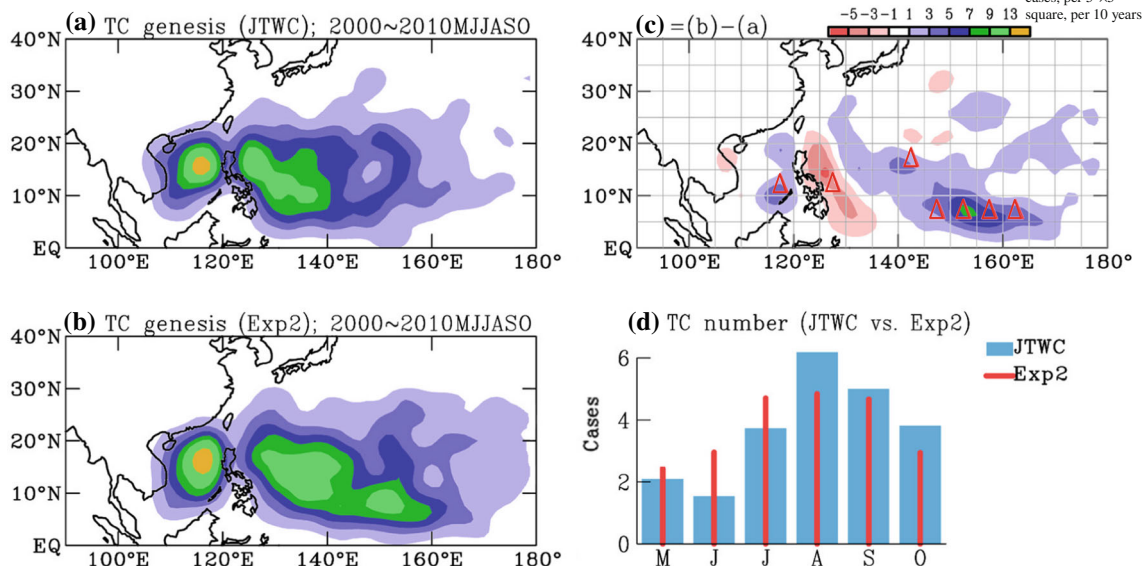 (a) TC genesis (JTWC); 2000~2010MJJASO
40°N
30°N
20°N
10°N
EQ
100°E 120°E 140°E 160°E 180°
(b) TC genesis (Exp2); 2000~2010MJJASO
40°N
30°N
20°N
10°N
EQ
100°E 120°E 140°E 160°E 180°
(c) =(b)-(a)
square, per 10 years
-5 -3 -1 1 3 5 7 9 13
40°N
30°N
20°N
10°N
EQ
100°E 120°E 140°E 160°E 180°
(d) TC number (JTWC vs. Exp2)
JTWC
Exp2
Cases
6
4
2
0
M J J A S O